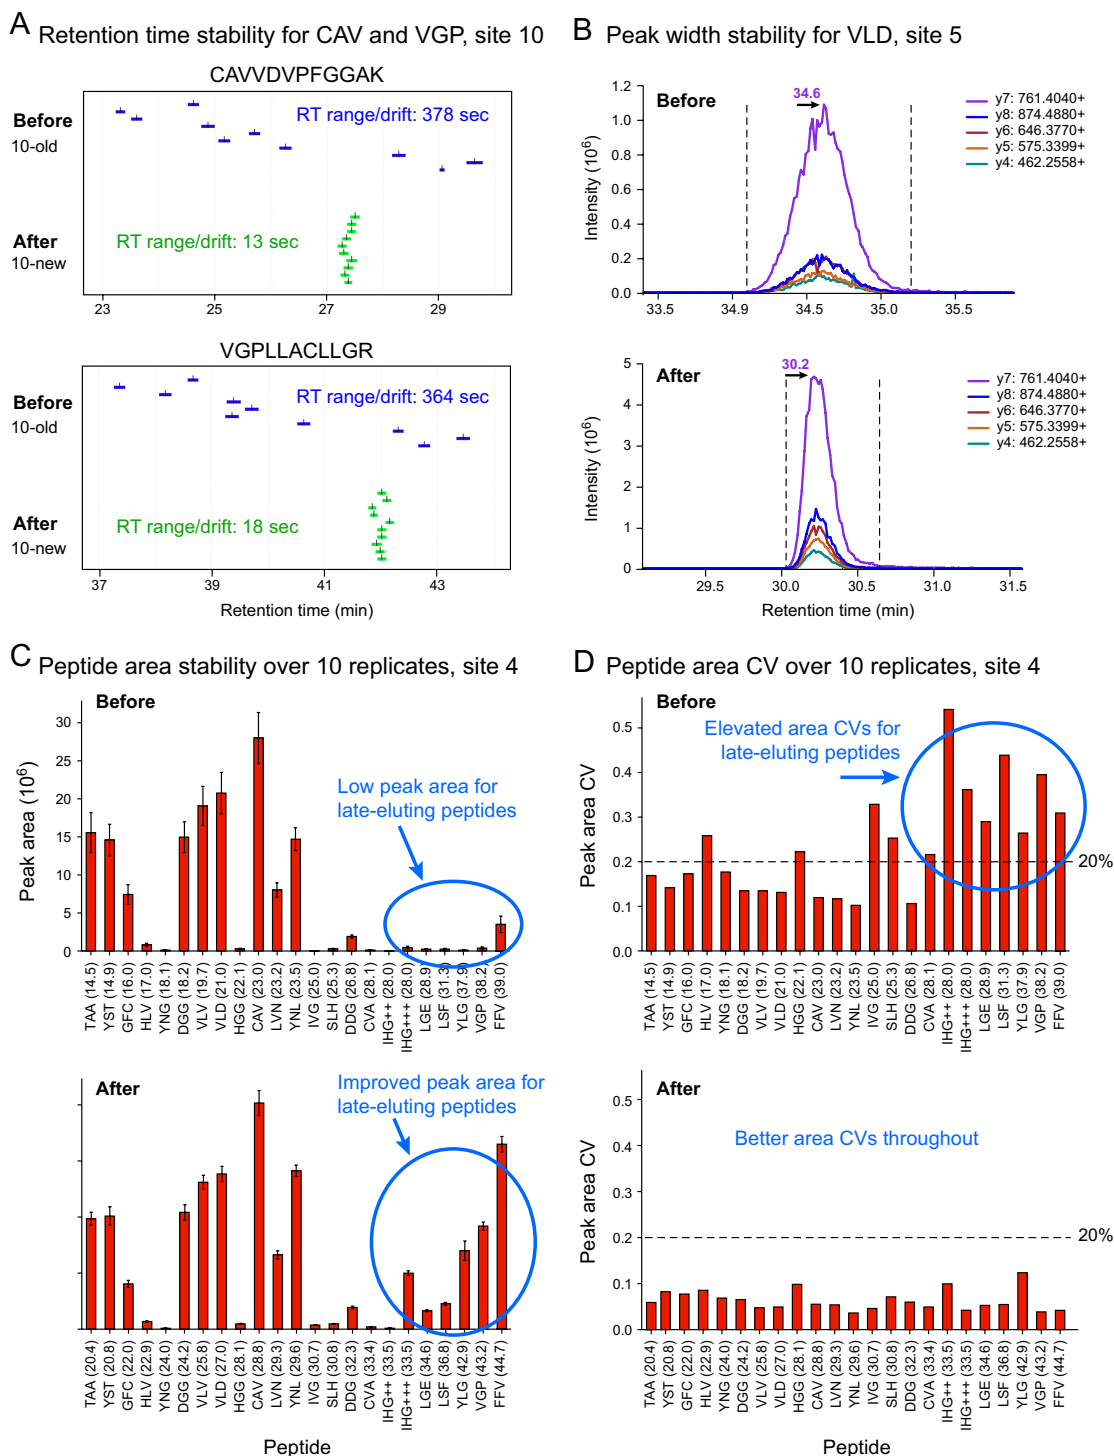 A Retention time stability for CAV and VGP, site 10
CAVVDVPFGGAK
Before
10-old
RT range/drift: 378 sec
After
10-new
RT range/drift: 13 sec
23 25 27 29
VGPLLACLLGR
Before
10-old
RT range/drift: 364 sec
After
10-new
RT range/drift: 18 sec
37 39 41 43
Retention time (min)
B Peak width stability for VLD, site 5
Before
34.6
y7: 761.4040+
y8: 874.4880+
y6: 646.3770+
y5: 575.3399+
y4: 462.2558+
Intensity (10⁶)
1.2
1.0
0.8
0.6
0.4
0.2
0.0
33.5 34.9 34.5 35.0 35.5
After
30.2
y7: 761.4040+
y8: 874.4880+
y6: 646.3770+
y5: 575.3399+
y4: 462.2558+
Intensity (10⁶)
5
4
3
2
1
0
29.5 30.0 30.5 31.0 31.5
Retention time (min)
C Peptide area stability over 10 replicates, site 4
Before
Peak area (10⁶)
30
25
20
15
10
5
0
Low peak area for
late-eluting peptides
TAA (14.5)
YST (14.9)
GFC (16.0)
HLV (17.0)
YNG (18.1)
DGG (18.2)
VLV (19.7)
VLD (21.0)
HGG (22.1)
CAV (23.0)
LVN (23.2)
YNL (23.5)
IVG (25.0)
SLH (25.3)
DDG (26.8)
CVA (28.1)
IHG++ (28.0)
IHG+++ (28.0)
LGE (28.9)
LSF (31.3)
YLG (37.9)
VGP (38.2)
FFV (39.0)
After
Improved peak area for
late-eluting peptides
TAA (20.4)
YST (20.8)
GFC (22.0)
HLV (22.9)
YNG (24.0)
DGG (24.2)
VLV (25.8)
VLD (27.0)
HGG (28.1)
CAV (28.8)
LVN (29.3)
YNL (29.6)
IVG (30.7)
SLH (30.8)
DDG (32.3)
CVA (33.4)
IHG++ (33.5)
IHG+++ (33.5)
LGE (34.6)
LSF (36.8)
YLG (42.9)
VGP (43.2)
FFV (44.7)
Peptide
D Peptide area CV over 10 replicates, site 4
Before
Peak area CV
0.5
0.4
0.3
0.2
0.1
0.0
Elevated area CVs for
late-eluting peptides
20%
TAA (14.5)
YST (14.9)
GFC (16.0)
HLV (17.0)
YNG (18.1)
DGG (18.2)
VLV (19.7)
VLD (21.0)
HGG (22.1)
CAV (23.0)
LVN (23.2)
YNL (23.5)
IVG (25.0)
SLH (25.3)
DDG (26.8)
CVA (28.1)
IHG++ (28.0)
IHG+++ (28.0)
LGE (28.9)
LSF (31.3)
YLG (37.9)
VGP (38.2)
FFV (39.0)
After
Peak area CV
0.5
0.4
0.3
0.2
0.1
0.0
Better area CVs throughout
20%
TAA (20.4)
YST (20.8)
GFC (22.0)
HLV (22.9)
YNG (24.0)
DGG (24.2)
VLV (25.8)
VLD (27.0)
HGG (28.1)
CAV (28.8)
LVN (29.3)
YNL (29.6)
IVG (30.7)
SLH (30.8)
DDG (32.3)
CVA (33.4)
IHG++ (33.5)
IHG+++ (33.5)
LGE (34.6)
LSF (36.8)
YLG (42.9)
VGP (43.2)
FFV (44.7)
Peptide